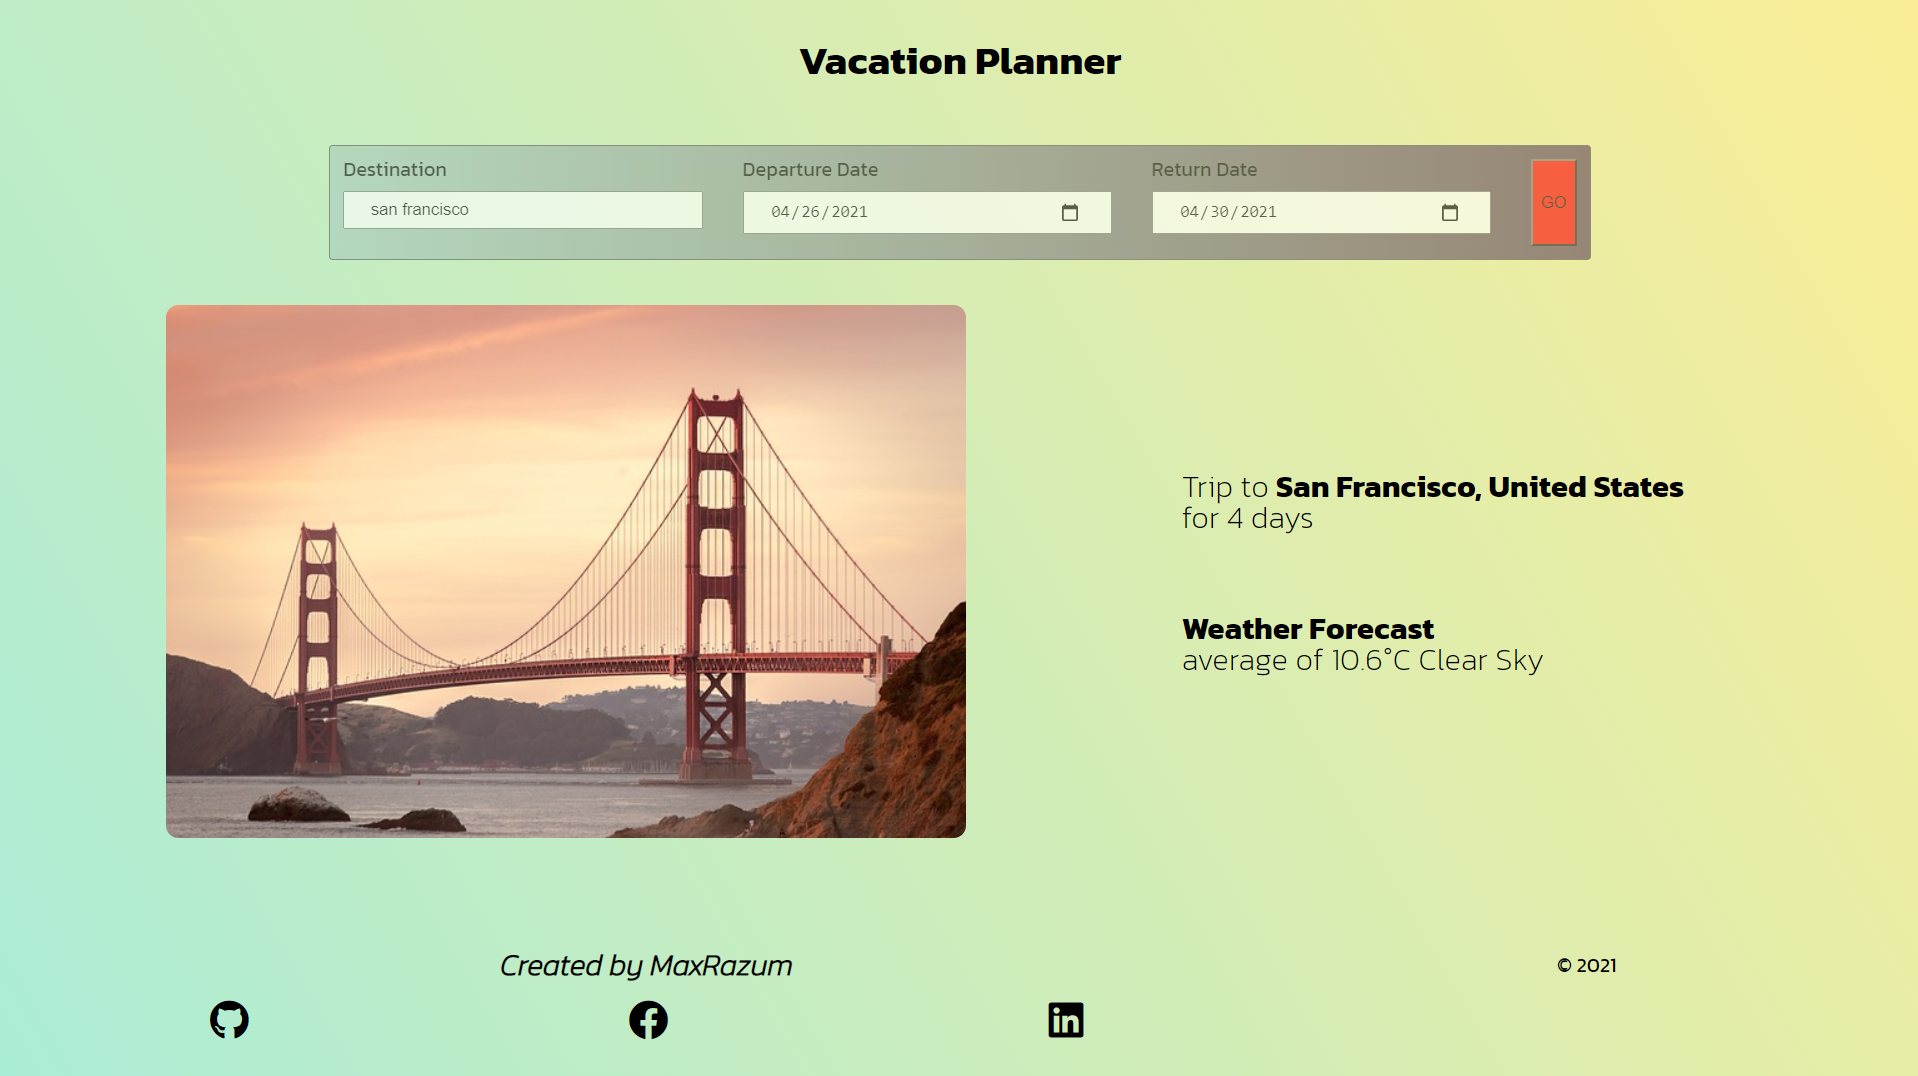 Vacation Planner
Destination
Departure Date
Return Date
san francisco
04/26/2021
04/30/2021
GO
Trip to San Francisco, United States
for 4 days
Weather Forecast
average of 10.6°C Clear Sky
Created by MaxRazum
© 2021